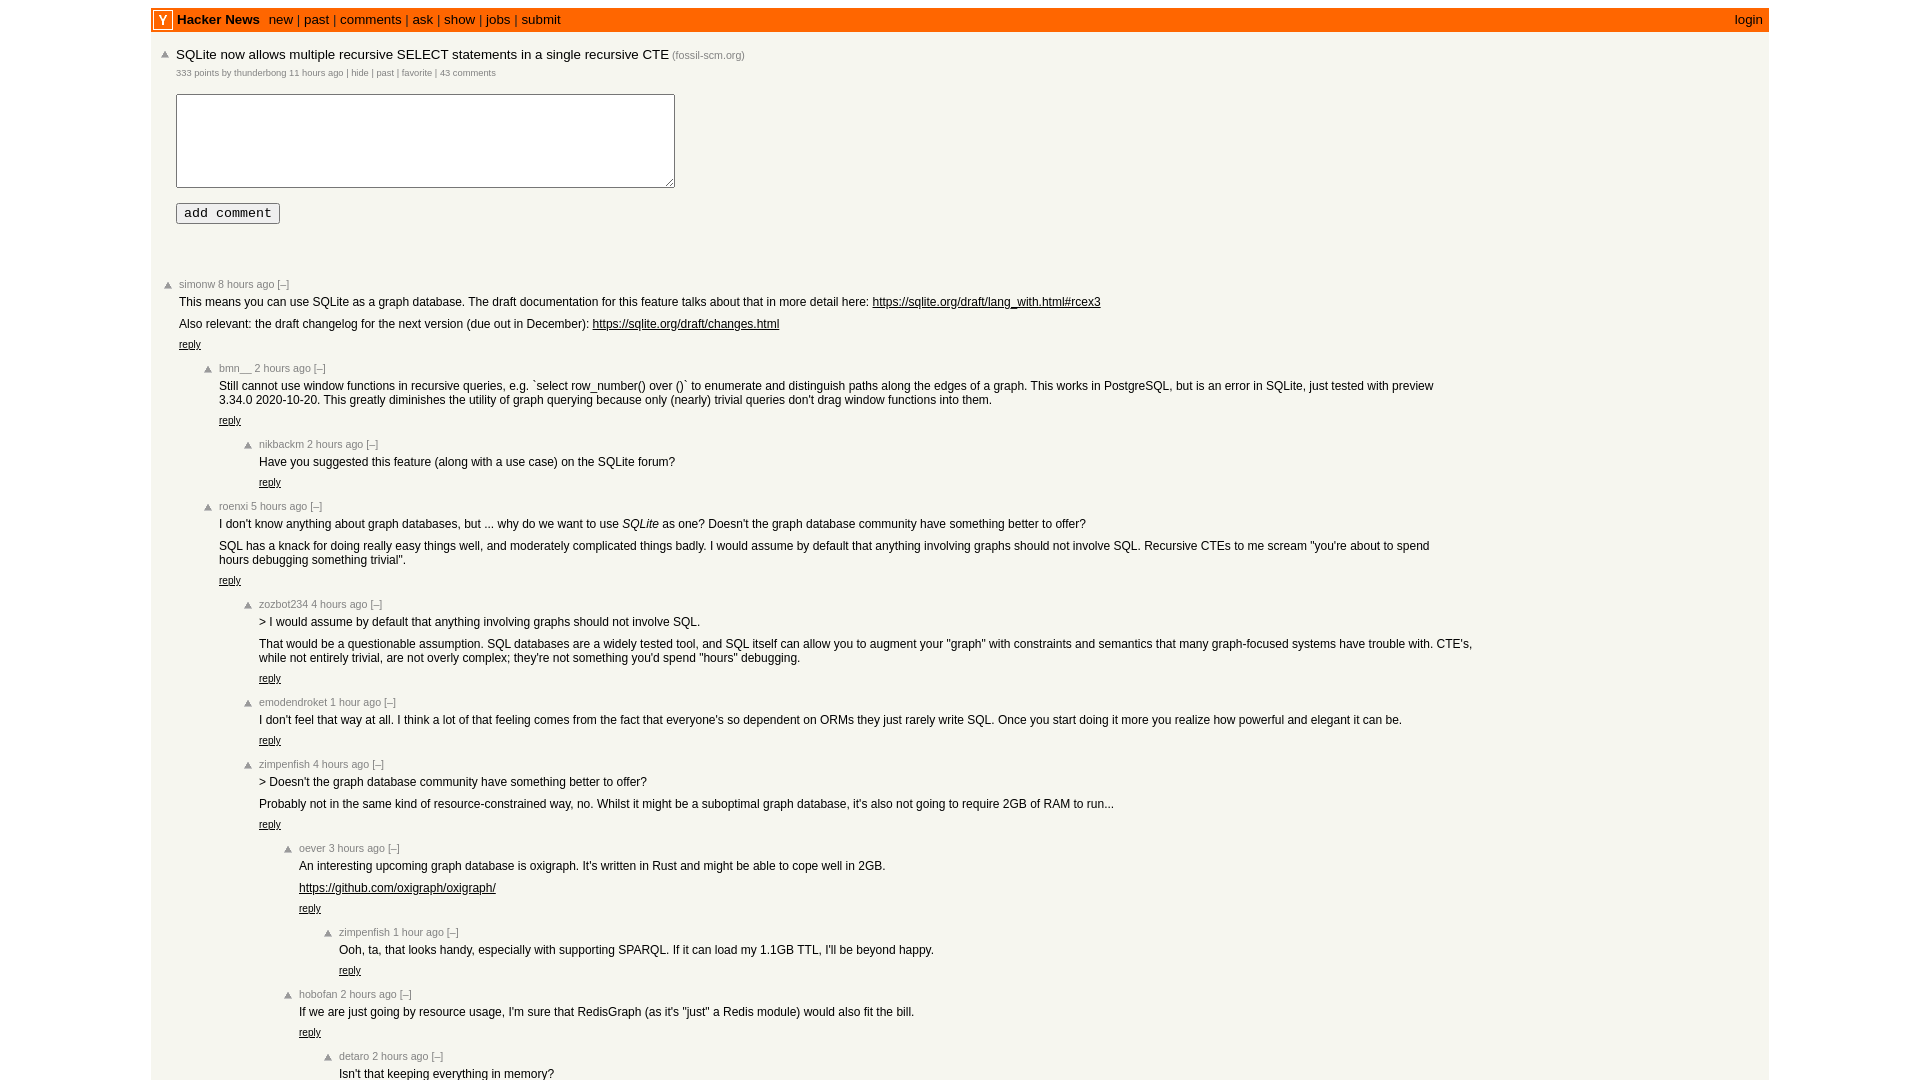 Y Hacker News new | past | comments | ask | show | jobs | submit login
SQLite now allows multiple recursive SELECT statements in a single recursive CTE (fossil-scm.org)
333 points by thunderbong 11 hours ago | hide | past | favorite | 43 comments
add comment
simonw 8 hours ago [–]
This means you can use SQLite as a graph database. The draft documentation for this feature talks about that in more detail here: https://sqlite.org/draft/lang_with.html#rcex3
Also relevant: the draft changelog for the next version (due out in December): https://sqlite.org/draft/changes.html
reply
bmn__ 2 hours ago [–]
Still cannot use window functions in recursive queries, e.g. `select row_number() over ()` to enumerate and distinguish paths along the edges of a graph. This works in PostgreSQL, but is an error in SQLite, just tested with preview
3.34.0 2020-10-20. This greatly diminishes the utility of graph querying because only (nearly) trivial queries don't drag window functions into them.
reply
nikbackm 2 hours ago [–]
Have you suggested this feature (along with a use case) on the SQLite forum?
reply
roenxi 5 hours ago [–]
I don't know anything about graph databases, but ... why do we want to use SQLite as one? Doesn't the graph database community have something better to offer?
SQL has a knack for doing really easy things well, and moderately complicated things badly. I would assume by default that anything involving graphs should not involve SQL. Recursive CTEs to me scream "you're about to spend
hours debugging something trivial".
reply
zozbot234 4 hours ago [–]
> I would assume by default that anything involving graphs should not involve SQL.
That would be a questionable assumption. SQL databases are a widely tested tool, and SQL itself can allow you to augment your "graph" with constraints and semantics that many graph-focused systems have trouble with. CTE's,
while not entirely trivial, are not overly complex; they're not something you'd spend "hours" debugging.
reply
emodendroket 1 hour ago [–]
I don't feel that way at all. I think a lot of that feeling comes from the fact that everyone's so dependent on ORMs they just rarely write SQL. Once you start doing it more you realize how powerful and elegant it can be.
reply
zimpenfish 4 hours ago [–]
> Doesn't the graph database community have something better to offer?
Probably not in the same kind of resource-constrained way, no. Whilst it might be a suboptimal graph database, it's also not going to require 2GB of RAM to run...
reply
oever 3 hours ago [–]
An interesting upcoming graph database is oxigraph. It's written in Rust and might be able to cope well in 2GB.
https://github.com/oxigraph/oxigraph/
reply
zimpenfish 1 hour ago [–]
Ooh, ta, that looks handy, especially with supporting SPARQL. If it can load my 1.1GB TTL, I'll be beyond happy.
reply
hobofan 2 hours ago [–]
If we are just going by resource usage, I'm sure that RedisGraph (as it's "just" a Redis module) would also fit the bill.
reply
detaro 2 hours ago [–]
Isn't that keeping everything in memory?